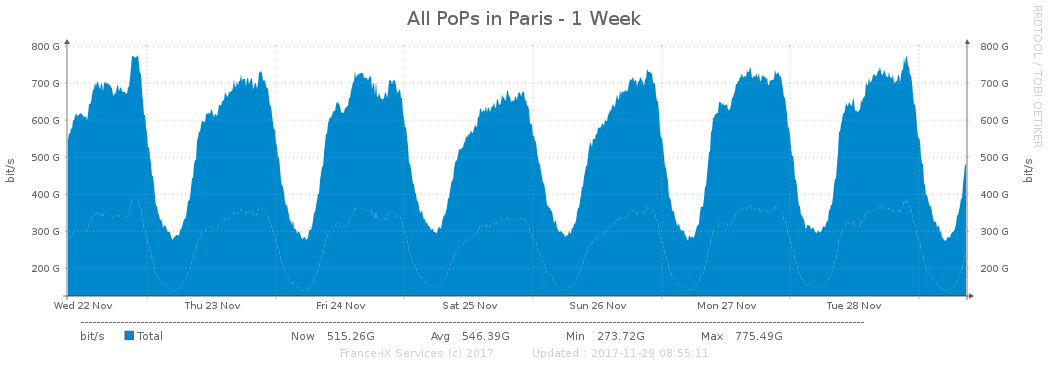 All PoPs in Paris - 1 Week
RRDTOOL / TOBI OETIKER
800 G 800 G
700 G 700 G
600 G 600 G
500 G 500 G
bit/s bit/s
400 G 400 G
300 G 300 G
200 G 200 G
Wed 22 Nov Thu 23 Nov Fri 24 Nov Sat 25 Nov Sun 26 Nov Mon 27 Nov Tue 28 Nov
bit/s Total Now 515.26G Avg 546.39G Min 273.72G Max 775.49G
France-IX Services (c) 2017 Updated : 2017-11-29 08:55:11